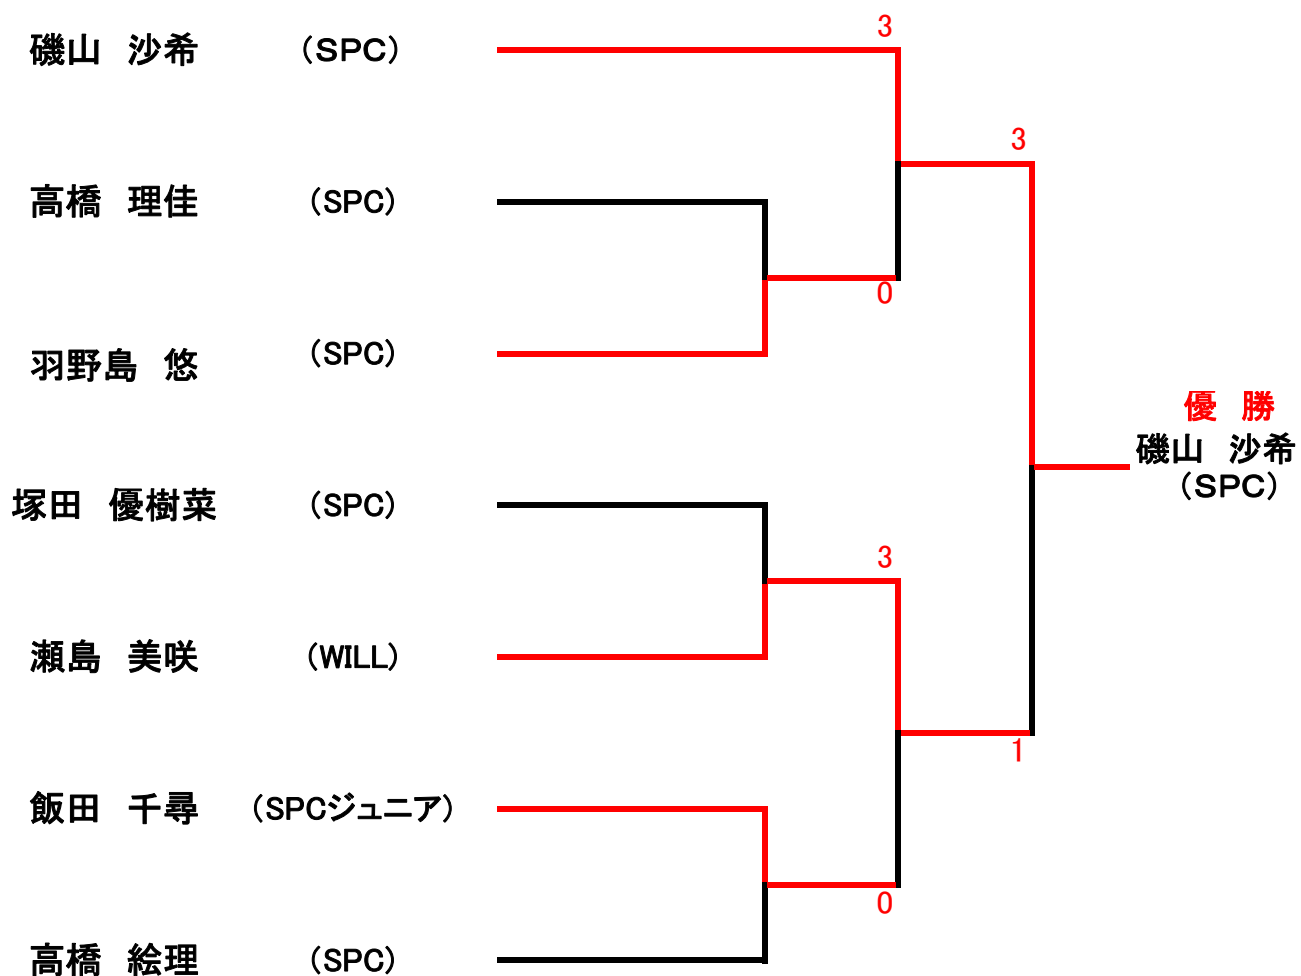 磯山　沙希　（SPC）
3
3
高橋　理佳　（SPC）
0
羽野島　悠　（SPC）
優　勝
磯山　沙希
（SPC）
塚田　優樹菜　（SPC）
3
瀬島　美咲　（WILL）
1
飯田　千尋　（SPCジュニア）
0
高橋　絵理　（SPC）